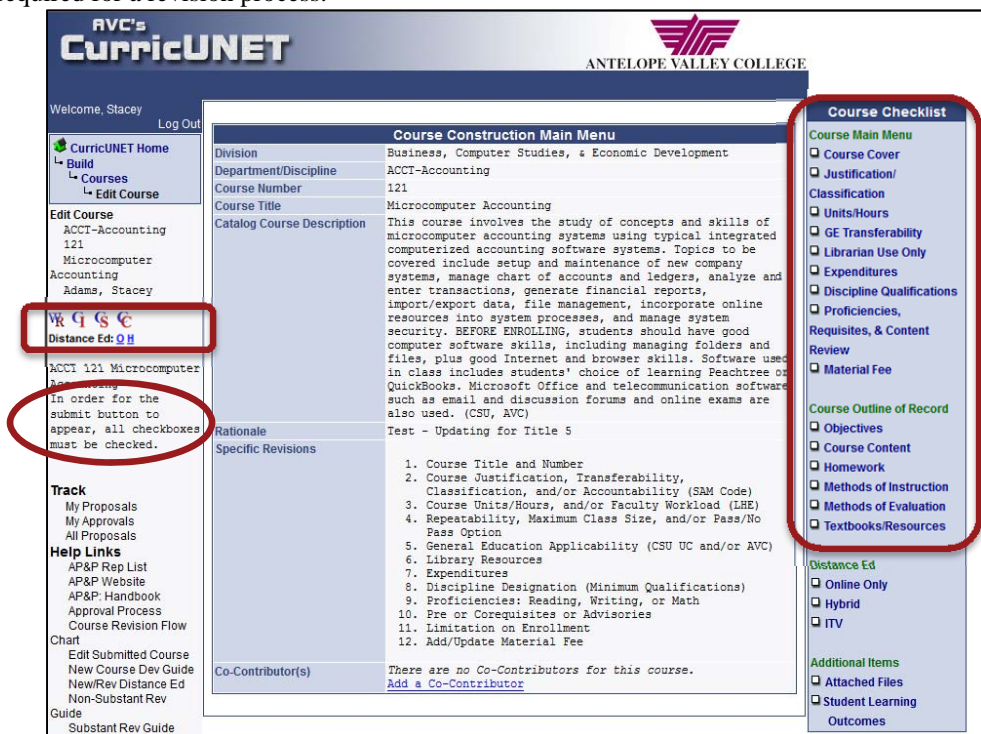 required for a revision process.
AVC's
CurricUNET
ANTELOPE VALLEY COLLEGE
Welcome, Stacey
Log Out
CurricUNET Home
Build
Courses
Edit Course
Edit Course
ACCT-Accounting
121
Microcomputer
Accounting
Adams, Stacey
WR CI CS CC
Distance Ed: O H
ACCT 121 Microcomputer
Accounting
In order for the
submit button to
appear, all checkboxes
must be checked.
Track
My Proposals
My Approvals
All Proposals
Help Links
AP&P Rep List
AP&P Website
AP&P: Handbook
Approval Process
Course Revision Flow
Chart
Edit Submitted Course
New Course Dev Guide
New/Rev Distance Ed
Non-Substant Rev
Guide
Substant Rev Guide
Course Construction Main Menu
Division Business, Computer Studies, & Economic Development
Department/Discipline ACCT-Accounting
Course Number 121
Course Title Microcomputer Accounting
Catalog Course Description This course involves the study of concepts and skills of
microcomputer accounting systems using typical integrated
computerized accounting software systems. Topics to be
covered include setup and maintenance of new company
systems, manage chart of accounts and ledgers, analyze and
enter transactions, generate financial reports,
import/export data, file management, incorporate online
resources into system processes, and manage system
security. BEFORE ENROLLING, students should have good
computer software skills, including managing folders and
files, plus good Internet and browser skills. Software used
in class includes students' choice of learning Peachtree or
QuickBooks. Microsoft Office and telecommunication software
such as email and discussion forums and online exams are
also used. (CSU, AVC)
Rationale Test - Updating for Title 5
Specific Revisions
1. Course Title and Number
2. Course Justification, Transferability,
Classification, and/or Accountability (SAM Code)
3. Course Units/Hours, and/or Faculty Workload (LHE)
4. Repeatability, Maximum Class Size, and/or Pass/No
Pass Option
5. General Education Applicability (CSU UC and/or AVC)
6. Library Resources
7. Expenditures
8. Discipline Designation (Minimum Qualifications)
9. Proficiencies: Reading, Writing, or Math
10. Pre or Corequisites or Advisories
11. Limitation on Enrollment
12. Add/Update Material Fee
Co-Contributor(s) There are no Co-Contributors for this course.
Add a Co-Contributor
Course Checklist
Course Main Menu
Course Cover
Justification/
Classification
Units/Hours
GE Transferability
Librarian Use Only
Expenditures
Discipline Qualifications
Proficiencies,
Requisites, & Content
Review
Material Fee
Course Outline of Record
Objectives
Course Content
Homework
Methods of Instruction
Methods of Evaluation
Textbooks/Resources
Distance Ed
Online Only
Hybrid
ITV
Additional Items
Attached Files
Student Learning
Outcomes